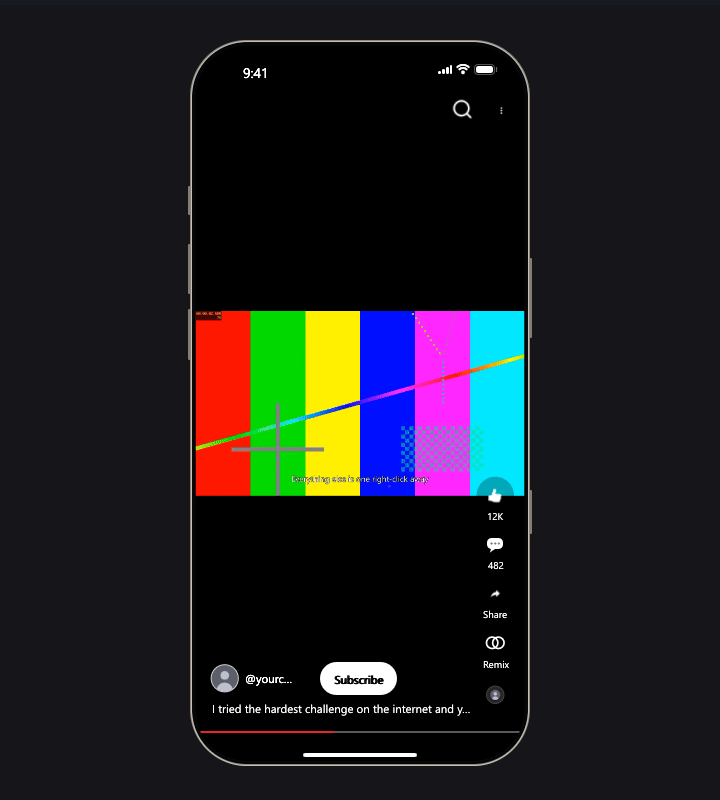 9:41
Everything else is one right-click away
12K
482
Share
Remix
@yourc...
Subscribe
I tried the hardest challenge on the internet and y...